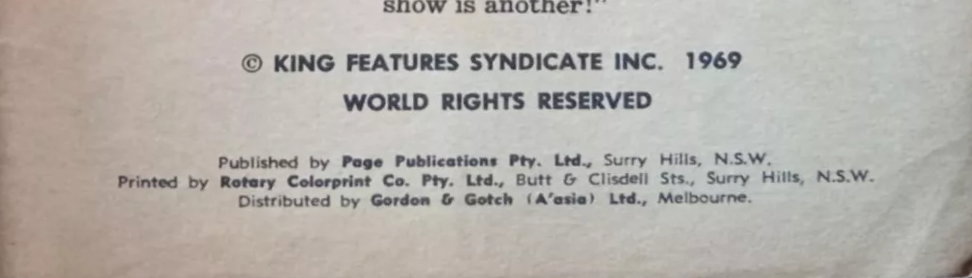 show is another!"
© KING FEATURES SYNDICATE INC. 1969
WORLD RIGHTS RESERVED
Published by Page Publications Pty. Ltd., Surry Hills, N.S.W.
Printed by Rotary Colorprint Co. Pty. Ltd., Butt & Clisdell Sts., Surry Hills, N.S.W.
Distributed by Gordon & Gotch (A'asia) Ltd., Melbourne.